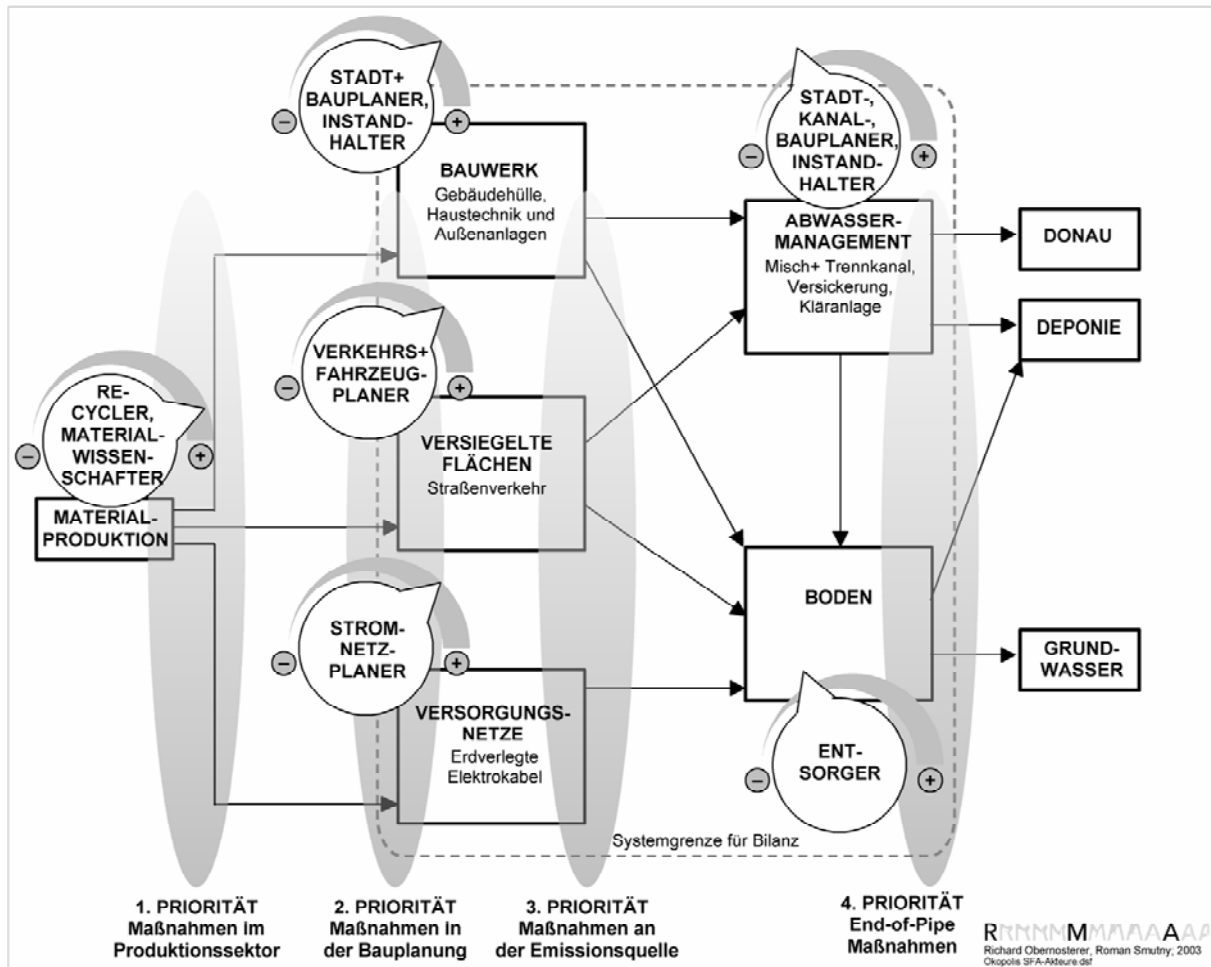 STADT+
BAUPLANER,
INSTAND-
HALTER
−
+
STADT-,
KANAL-,
BAUPLANER,
INSTAND-
HALTER
−
+
BAUWERK
Gebäudehülle,
Haustechnik und
Außenanlagen
ABWASSER-
MANAGEMENT
Misch+ Trennkanal,
Versickerung,
Kläranlage
DONAU
DEPONIE
VERKEHRS+
FAHRZEUG-
PLANER
−
+
RE-
CYCLER,
MATERIAL-
WISSEN-
SCHAFTER
−
+
MATERIAL-
PRODUKTION
VERSIEGELTE
FLÄCHEN
Straßenverkehr
BODEN
STROM-
NETZ-
PLANER
−
+
GRUND-
WASSER
VERSORGUNGS-
NETZE
Erdverlegte
Elektrokabel
ENT-
SORGER
−
+
Systemgrenze für Bilanz
1. PRIORITÄT
Maßnahmen im
Produktionssektor
2. PRIORITÄT
Maßnahmen in
der Bauplanung
3. PRIORITÄT
Maßnahmen an
der Emissionsquelle
4. PRIORITÄT
End-of-Pipe
Maßnahmen
R M A
Richard Obernosterer, Roman Smutny; 2003
Ökopolis SFA-Akteure.dsf